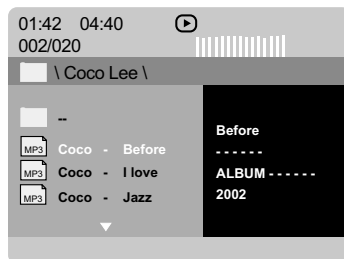 01:42 04:40
002/020
\ Coco Lee \
--
MP3 Coco - Before
MP3 Coco - I love
MP3 Coco - Jazz
Before
------
ALBUM ------
2002